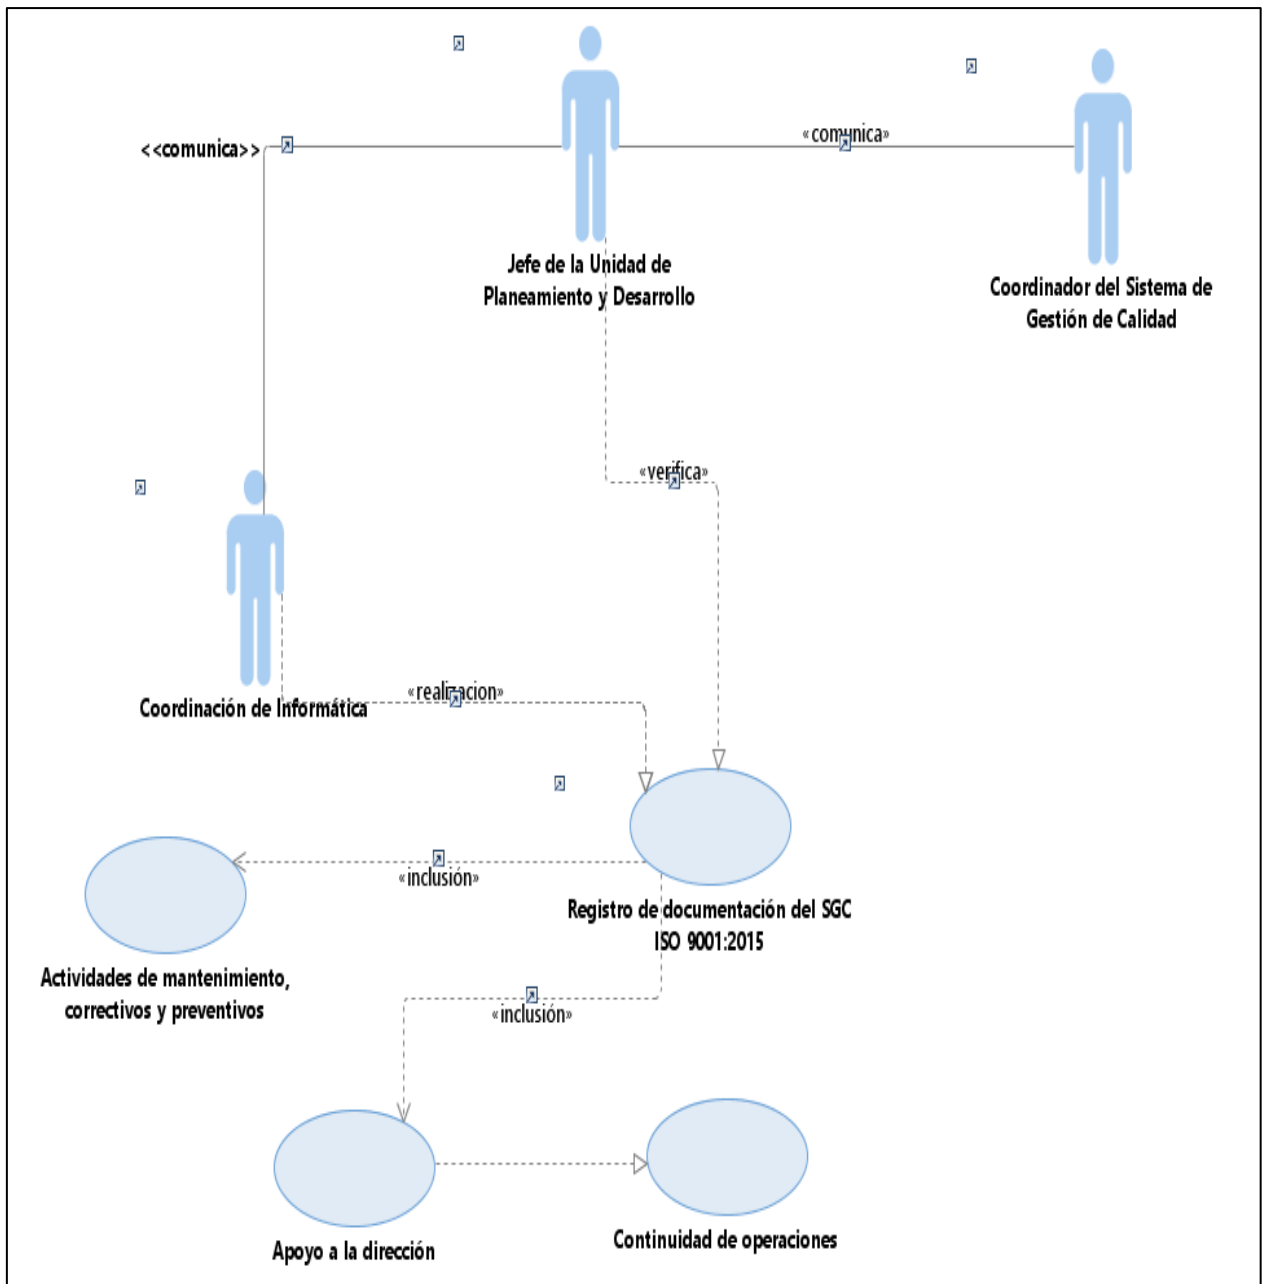 <<comunica>>
«comunica»
Jefe de la Unidad de
Planeamiento y Desarrollo
Coordinador del Sistema de
Gestión de Calidad
«verifica»
«realizacion»
Coordinación de Informática
«inclusión»
Registro de documentación del SGC
ISO 9001:2015
Actividades de mantenimiento,
correctivos y preventivos
«inclusión»
Apoyo a la dirección
Continuidad de operaciones